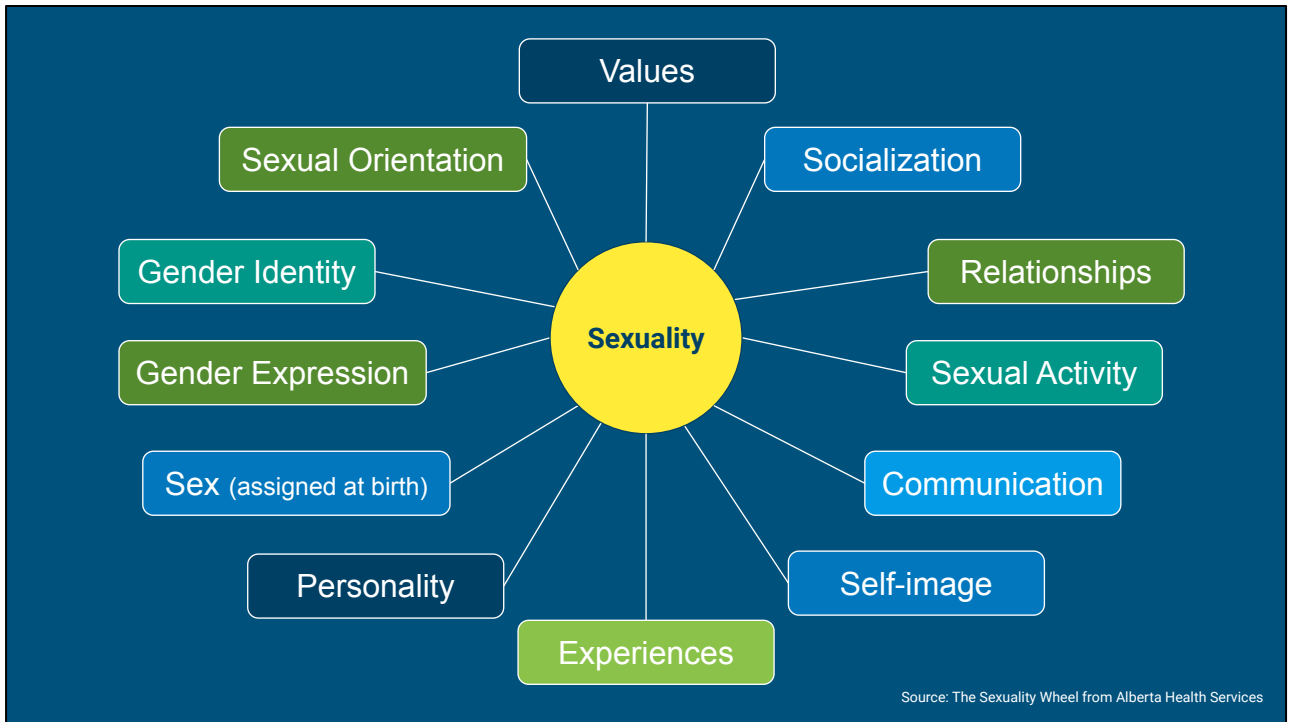 Values
Sexual Orientation
Socialization
Gender Identity
Relationships
Sexuality
Gender Expression
Sexual Activity
Sex (assigned at birth)
Communication
Personality
Self-image
Experiences
Source: The Sexuality Wheel from Alberta Health Services